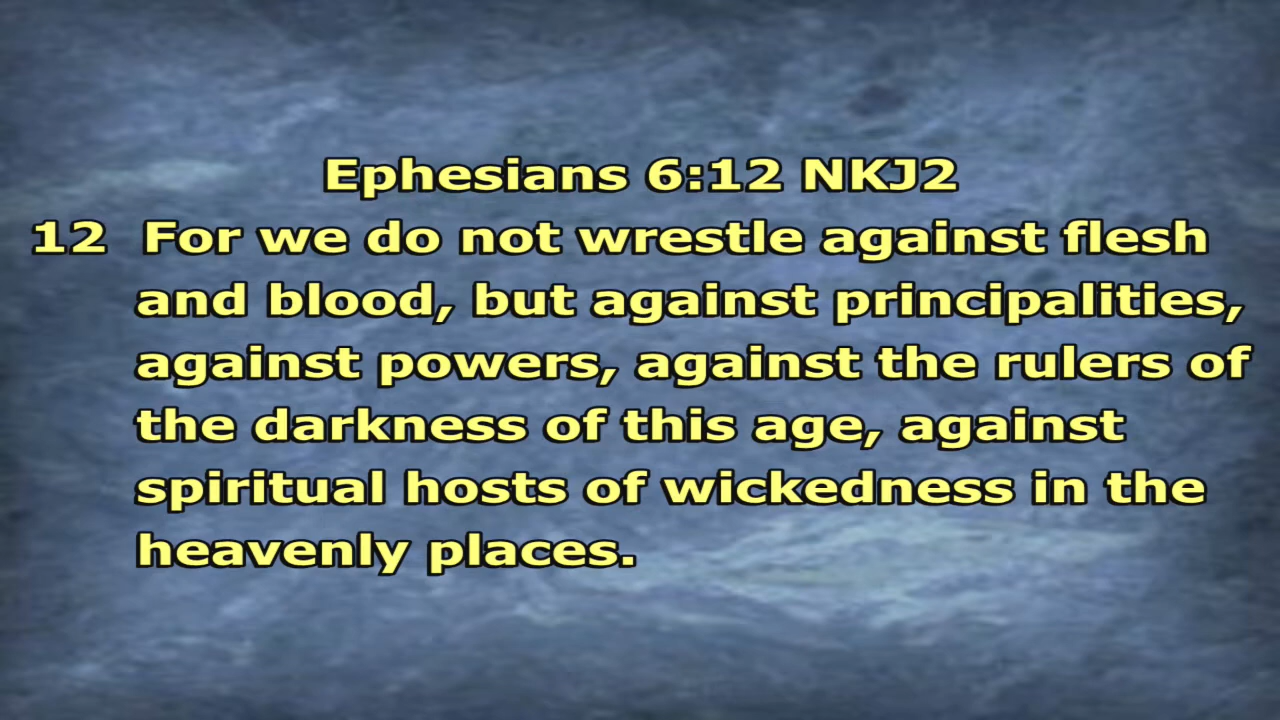 Ephesians 6:12 NKJ2
12 For we do not wrestle against flesh
and blood, but against principalities,
against powers, against the rulers of
the darkness of this age, against
spiritual hosts of wickedness in the
heavenly places.